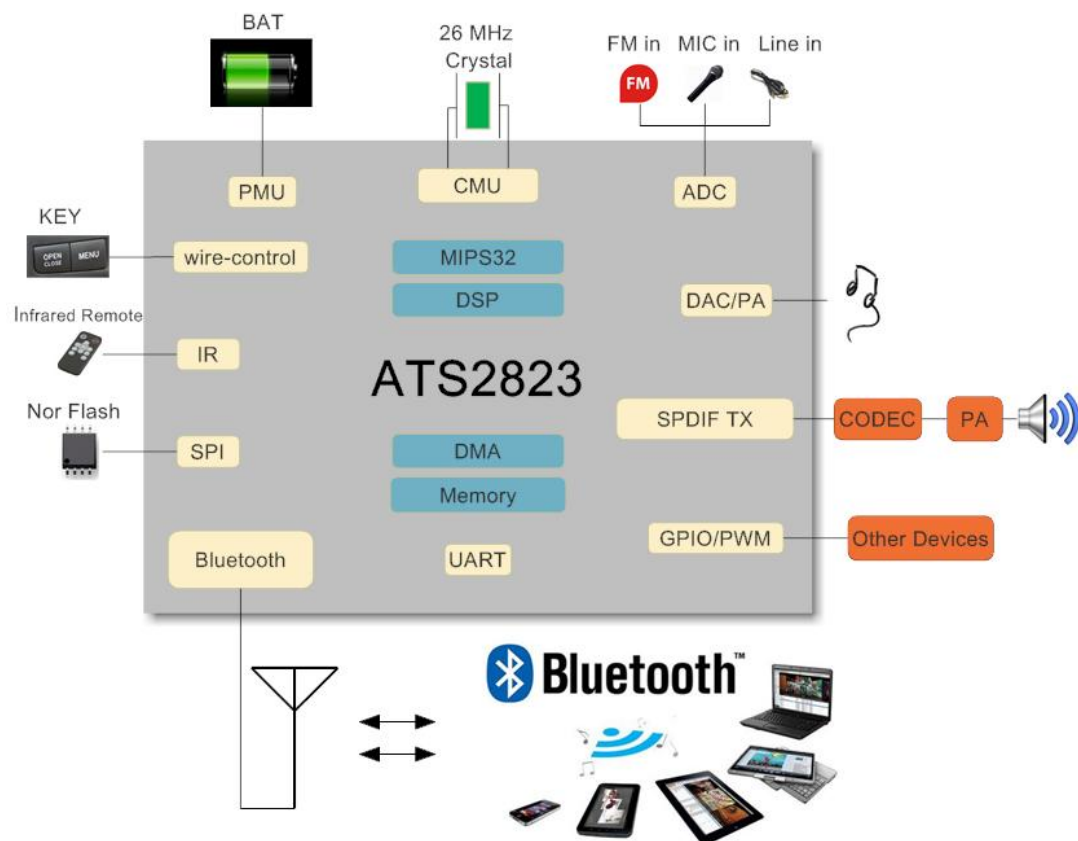 BAT
26 MHz
Crystal
FM in
MIC in
Line in
FM
PMU
CMU
ADC
KEY
OPEN
CLOSE
MENU
wire-control
MIPS32
DSP
DAC/PA
Infrared Remote
IR
ATS2823
Nor Flash
SPI
DMA
Memory
SPDIF TX
CODEC
PA
Bluetooth
UART
GPIO/PWM
Other Devices
Bluetooth™